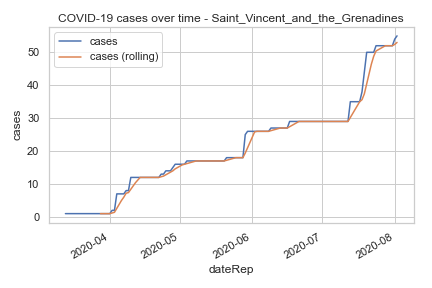 COVID-19 cases over time - Saint_Vincent_and_the_Grenadines
cases
cases (rolling)
50
40
30
20
10
0
cases
2020-04
2020-05
2020-06
2020-07
2020-08
dateRep